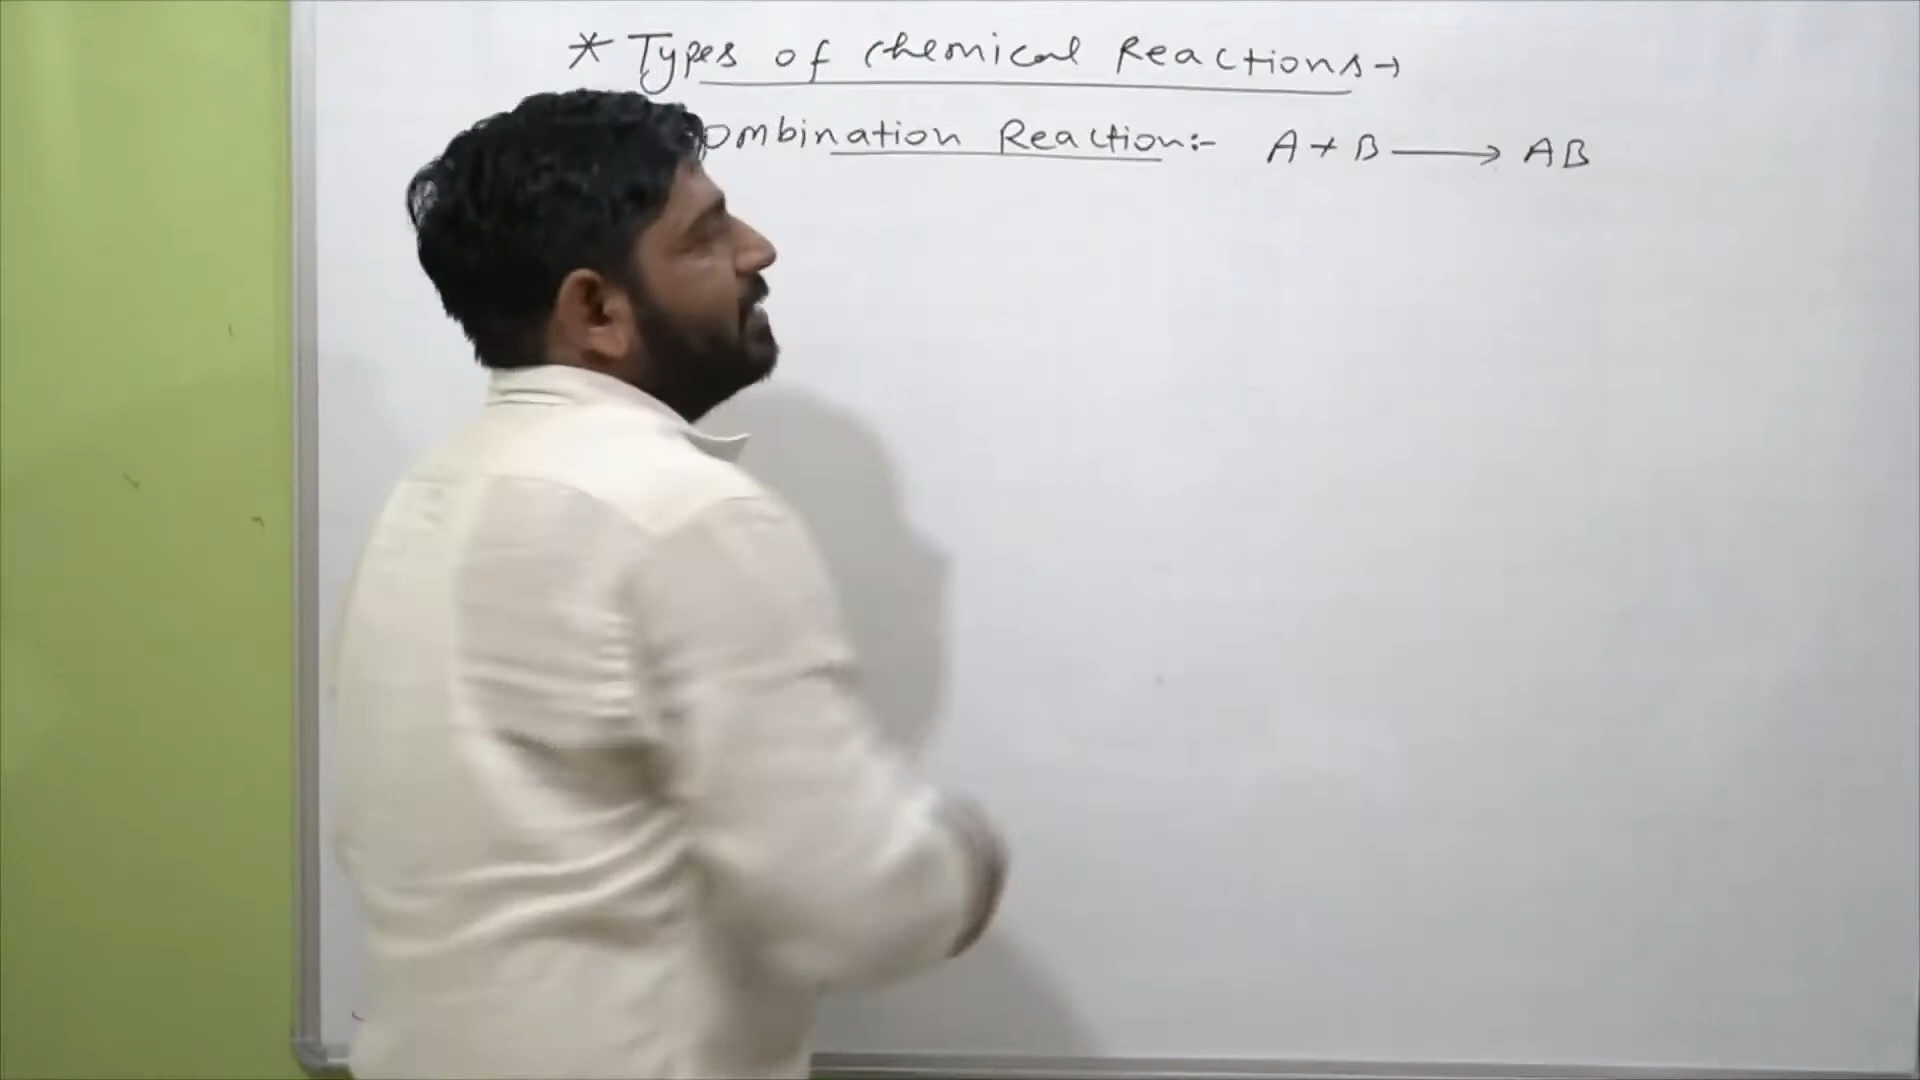 * Types of chemical Reactions→
ombination Reaction:- A + B ⟶ AB